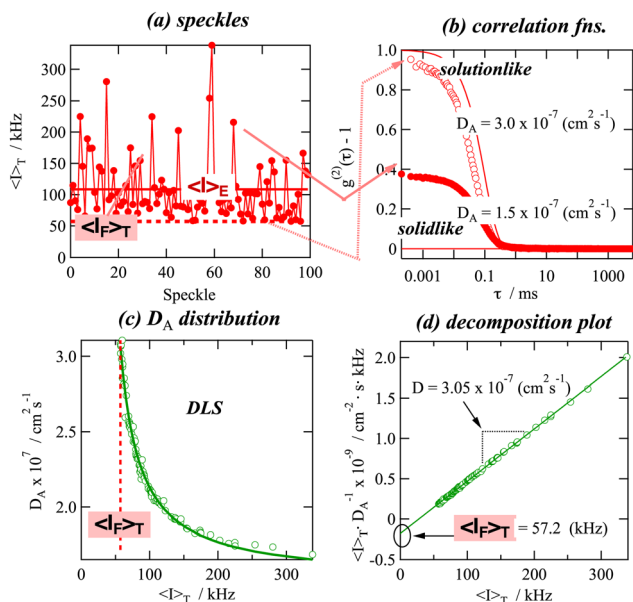 (a) speckles
<I>T / kHz
350
300
250
200
150
100
50
0
<I>E
<IF>T
0
20
40
60
80
100
Speckle
(b) correlation fns.
g(2)(τ) - 1
1.0
0.8
0.6
0.4
0.2
0.0
solutionlike
DA = 3.0 x 10-7 (cm2s-1)
DA = 1.5 x 10-7 (cm2s-1)
solidlike
0.001
0.1
10
1000
τ / ms
(c) DA distribution
DA x 107 / cm2 s-1
3.0
2.5
2.0
DLS
<IF>T
0
100
200
300
<I>T / kHz
(d) decomposition plot
<I>T· DA-1 x 10-9 / cm-2 · s· kHz
2.0
1.5
1.0
0.5
0
-0.5
D = 3.05 x 10-7 (cm2s-1)
<IF>T = 57.2 (kHz)
0
100
200
300
<I>T / kHz